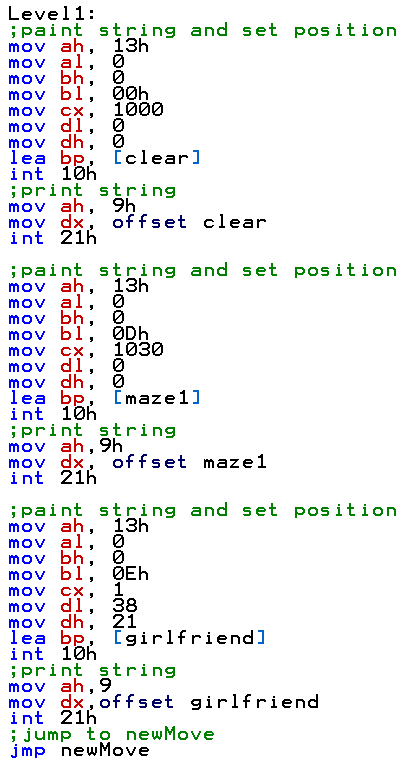 Level1:
;paint string and set position
mov ah, 13h
mov al, 0
mov bh, 0
mov bl, 00h
mov cx, 1000
mov dl, 0
mov dh, 0
lea bp, [clear]
int 10h
;print string
mov ah, 9h
mov dx, offset clear
int 21h

;paint string and set position
mov ah, 13h
mov al, 0
mov bh, 0
mov bl, 0Dh
mov cx, 1030
mov dl, 0
mov dh, 0
lea bp, [maze1]
int 10h
;print string
mov ah,9h
mov dx, offset maze1
int 21h

;paint string and set position
mov ah, 13h
mov al, 0
mov bh, 0
mov bl, 0Eh
mov cx, 1
mov dl, 38
mov dh, 21
lea bp, [girlfriend]
int 10h
;print string
mov ah,9
mov dx,offset girlfriend
int 21h
;jump to newMove
jmp newMove